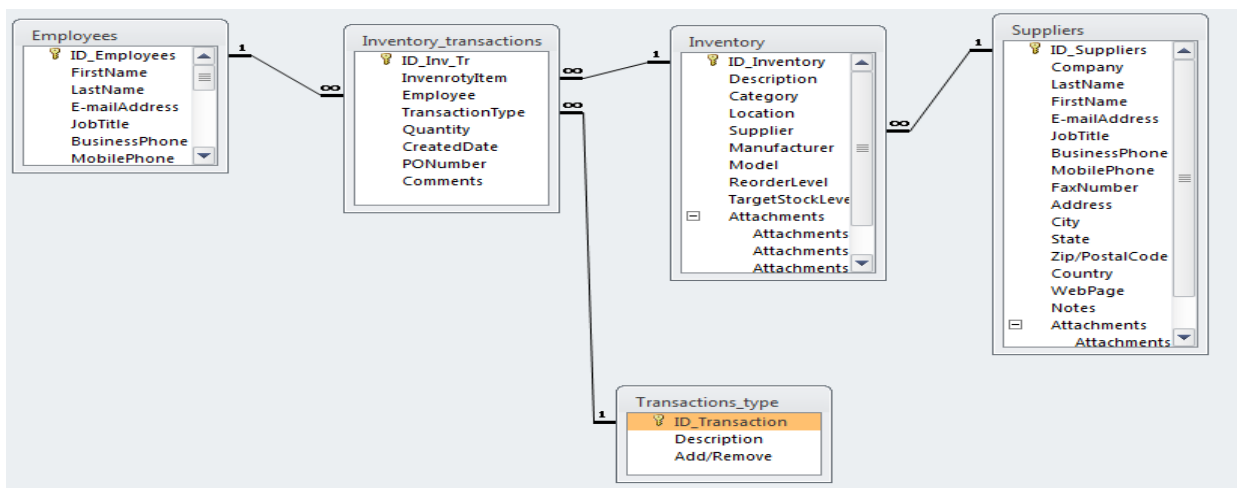 Employees
ID_Employees
FirstName
LastName
E-mailAddress
JobTitle
BusinessPhone
MobilePhone
1
∞
Inventory_transactions
ID_Inv_Tr
InvenrotyItem
Employee
TransactionType
Quantity
CreatedDate
PONumber
Comments
∞
∞
1
Inventory
ID_Inventory
Description
Category
Location
Supplier
Manufacturer
Model
ReorderLevel
TargetStockLeve
Attachments
Attachments
Attachments
Attachments
∞
1
Suppliers
ID_Suppliers
Company
LastName
FirstName
E-mailAddress
JobTitle
BusinessPhone
MobilePhone
FaxNumber
Address
City
State
Zip/PostalCode
Country
WebPage
Notes
Attachments
Attachments
1
Transactions_type
ID_Transaction
Description
Add/Remove